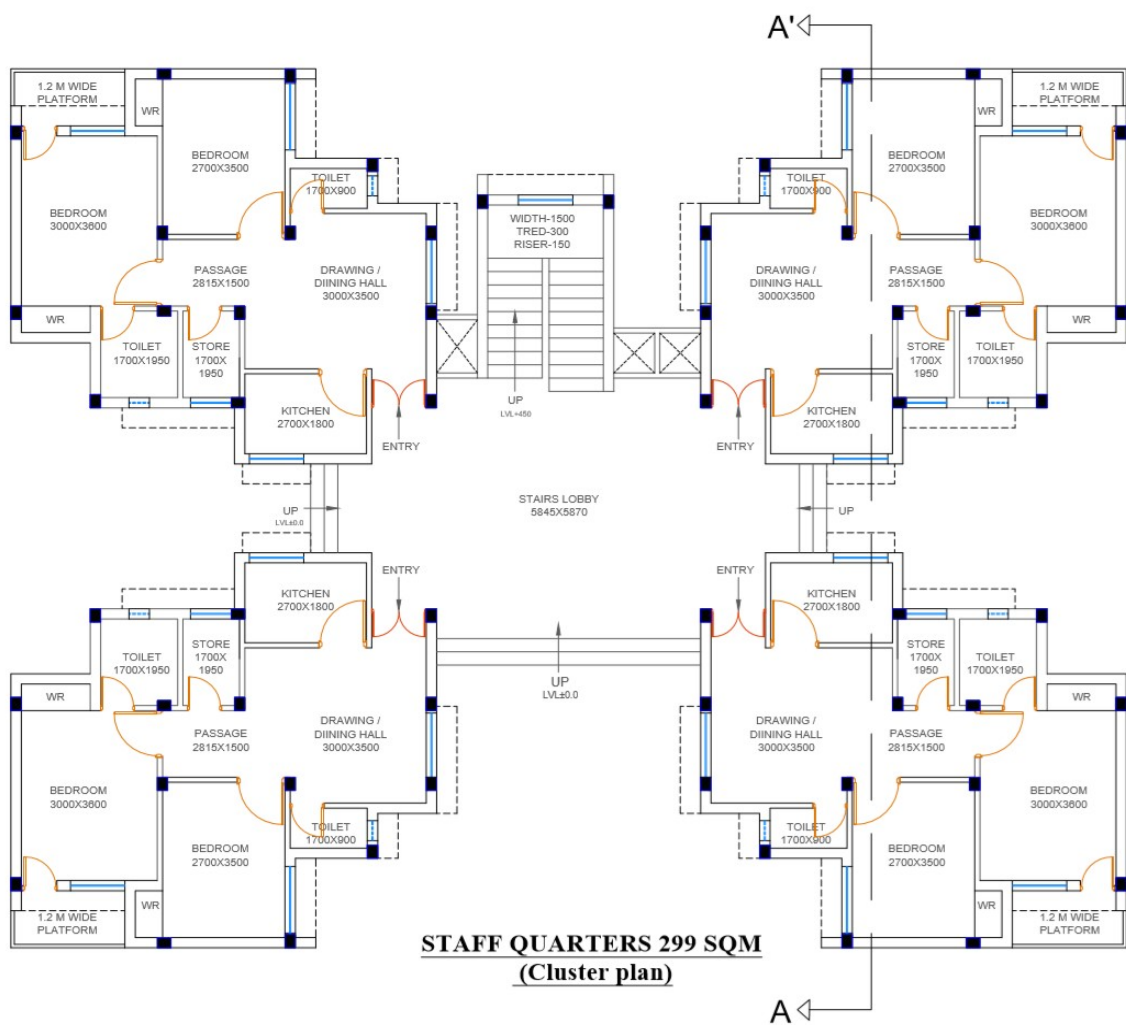 A'
1.2 M WIDE
PLATFORM
WR
BEDROOM
2700X3500
BEDROOM
3000X3600
TOILET
1700X900
PASSAGE
2815X1500
DRAWING /
DIINING HALL
3000X3500
WR
TOILET
1700X1950
STORE
1700X
1950
KITCHEN
2700X1800
ENTRY
WIDTH-1500
TRED-300
RISER-150
UP
LVL+450
1.2 M WIDE
PLATFORM
WR
BEDROOM
2700X3500
BEDROOM
3000X3600
TOILET
1700X900
DRAWING /
DIINING HALL
3000X3500
PASSAGE
2815X1500
WR
STORE
1700X
1950
TOILET
1700X1950
KITCHEN
2700X1800
ENTRY
STAIRS LOBBY
5845X5870
UP
LVL±0.0
UP
ENTRY
KITCHEN
2700X1800
TOILET
1700X1950
STORE
1700X
1950
WR
PASSAGE
2815X1500
DRAWING /
DIINING HALL
3000X3500
BEDROOM
3000X3600
TOILET
1700X900
BEDROOM
2700X3500
WR
1.2 M WIDE
PLATFORM
UP
LVL±0.0
ENTRY
KITCHEN
2700X1800
STORE
1700X
1950
TOILET
1700X1950
WR
DRAWING /
DIINING HALL
3000X3500
PASSAGE
2815X1500
BEDROOM
3000X3600
TOILET
1700X900
BEDROOM
2700X3500
WR
1.2 M WIDE
PLATFORM
STAFF QUARTERS 299 SQM
(Cluster plan)
A